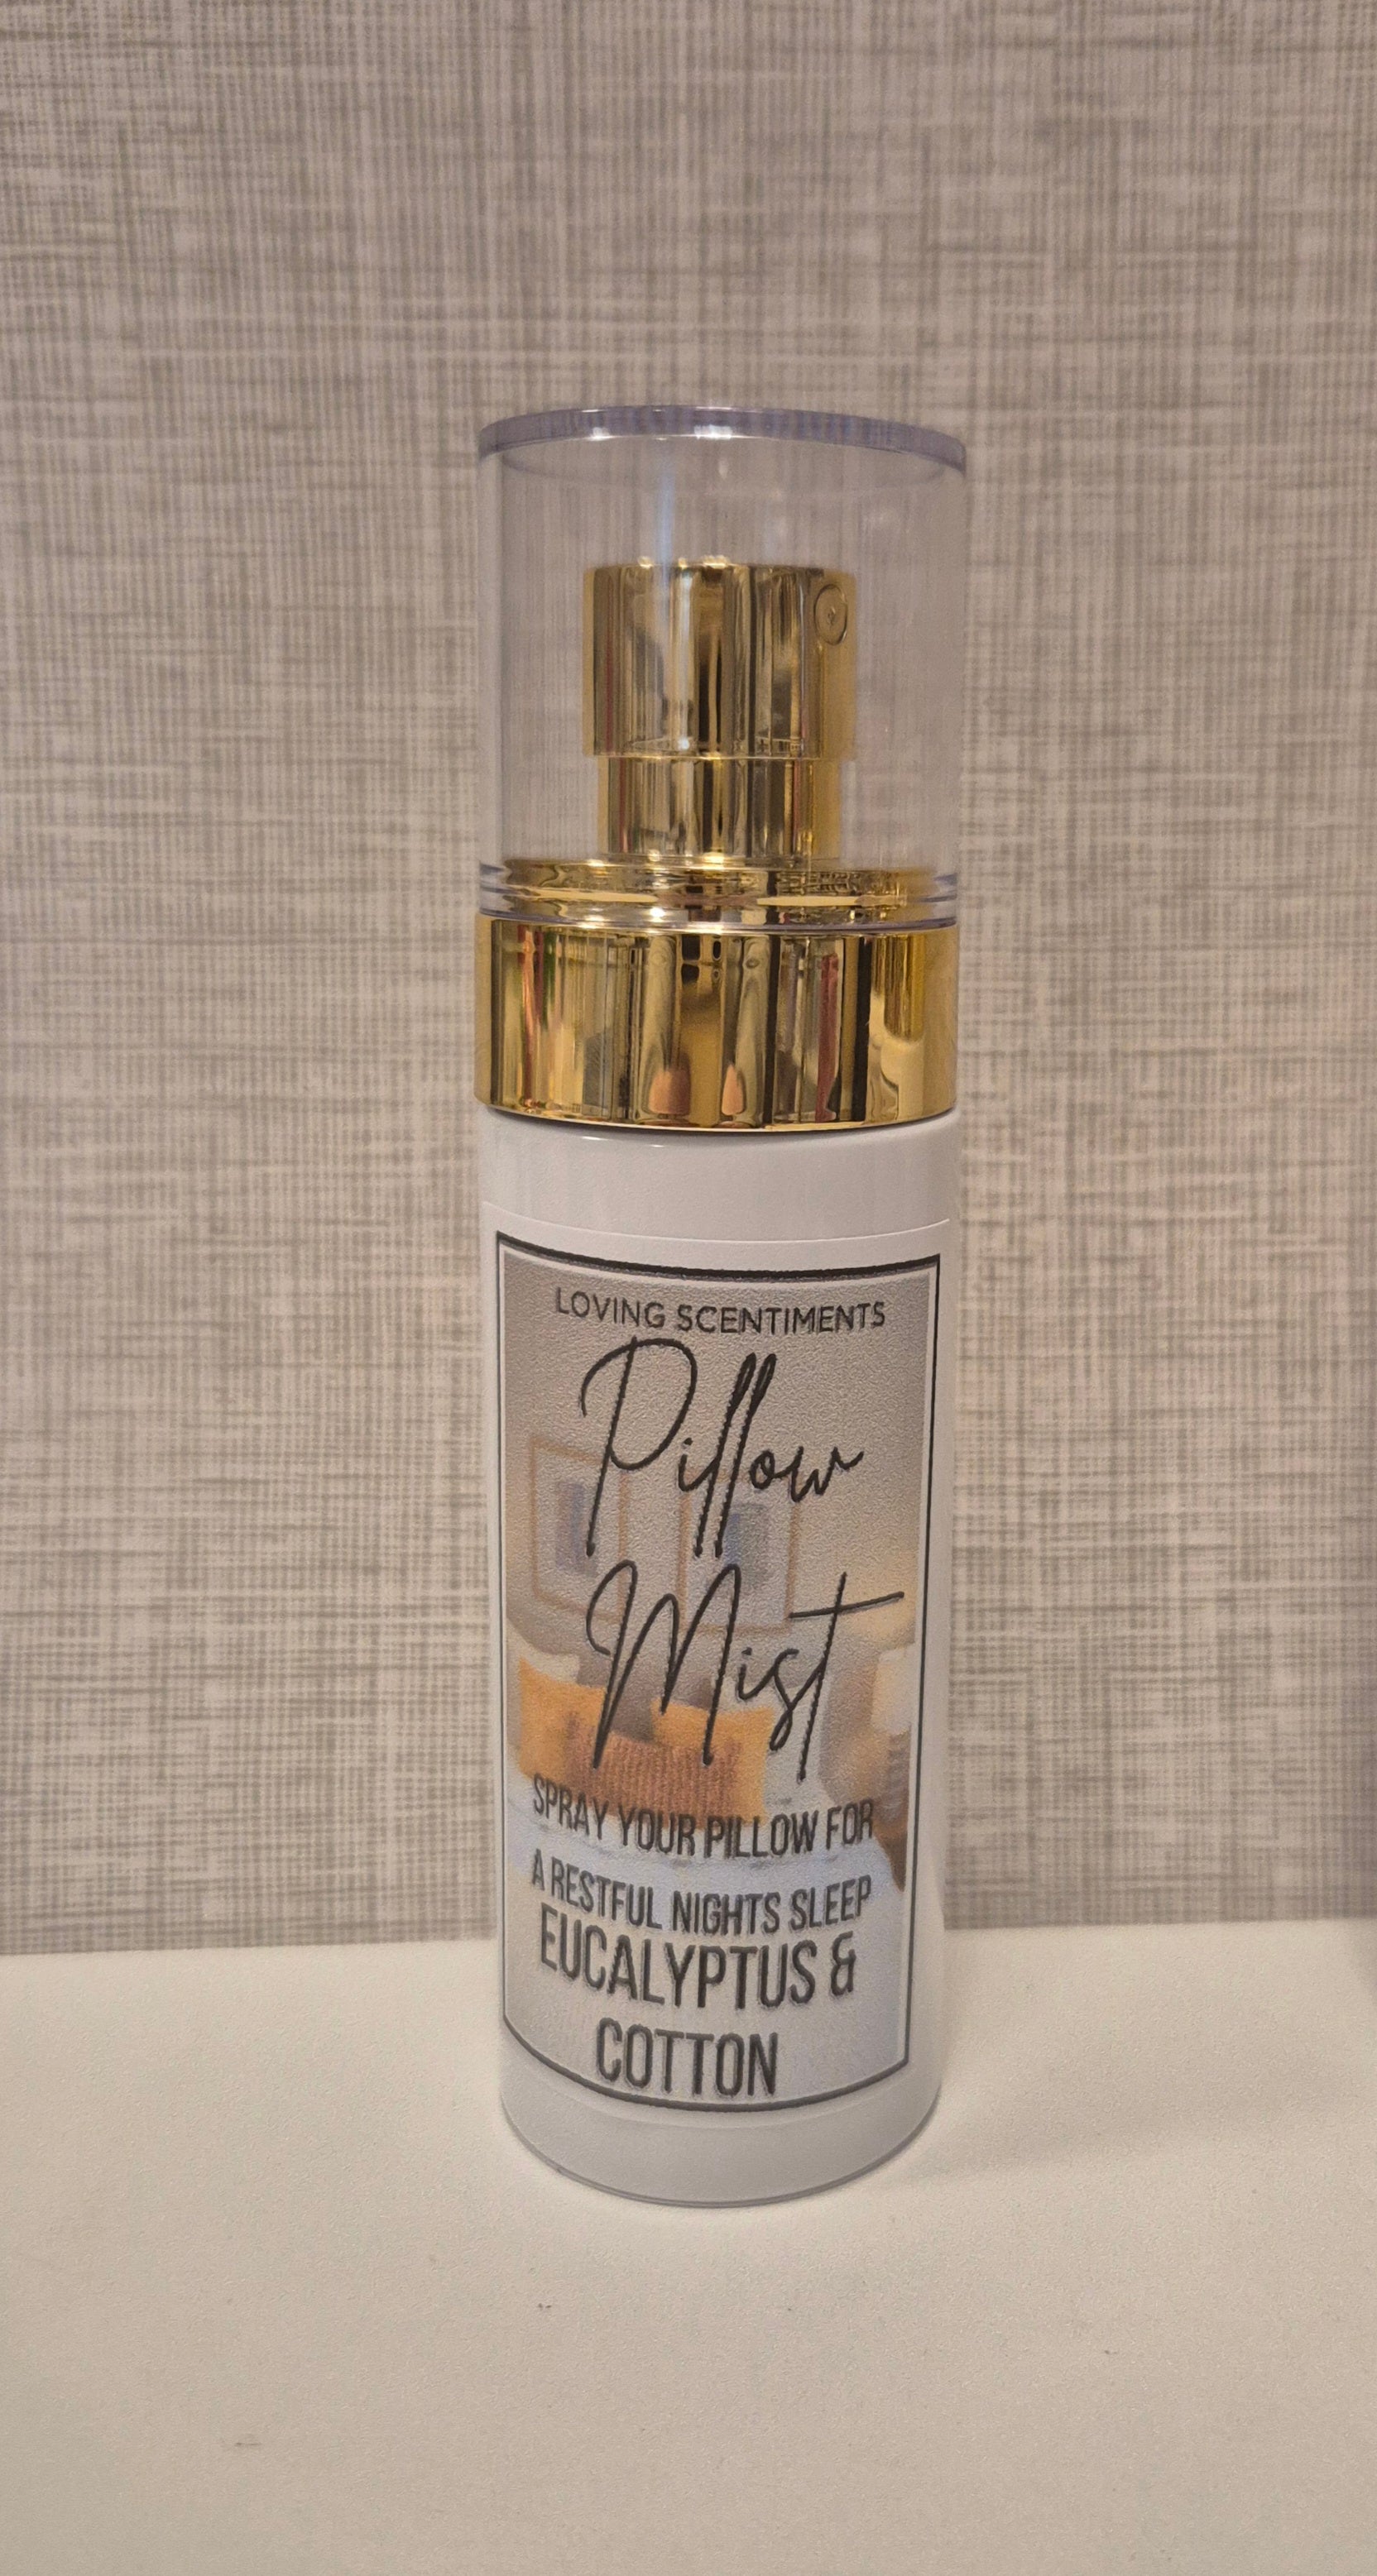 LOVING SCENTIMENTS
Pillow
Mist
SPRAY YOUR PILLOW FOR
A RESTFUL NIGHTS SLEEP
EUCALYPTUS &
COTTON